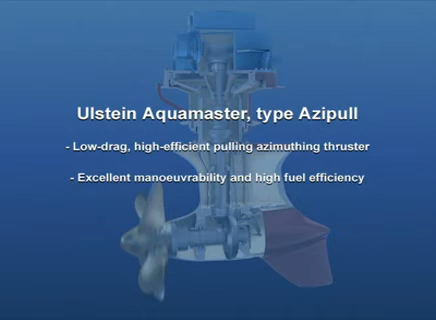 Ulstein Aquamaster, type Azipull
- Low-drag, high-efficient pulling azimuthing thruster
- Excellent manoeuvrability and high fuel efficiency